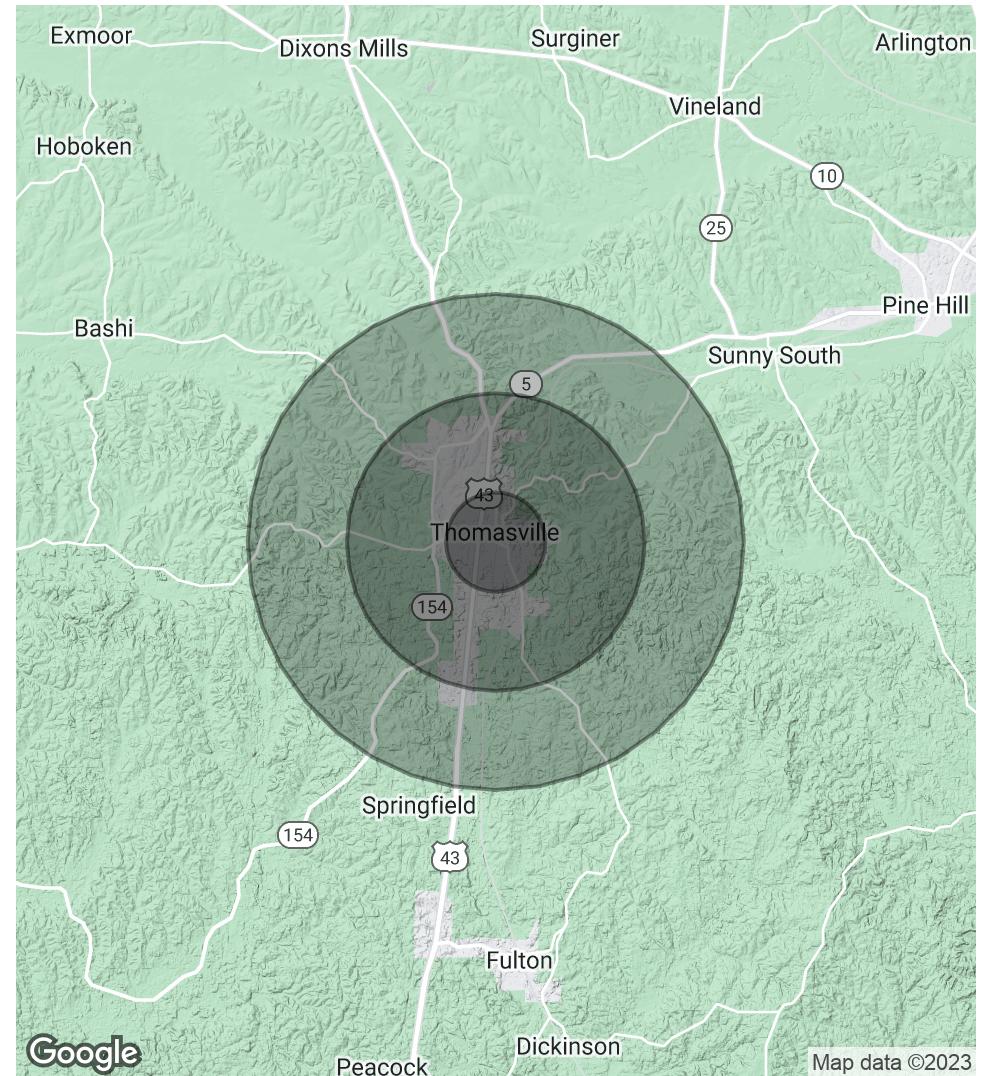 Exmoor
Dixons Mills
Surginer
Arlington
Vineland
Hoboken
10
25
Pine Hill
Bashi
Sunny South
5
43
Thomasville
154
Springfield
154
43
Fulton
Dickinson
Peacock
Google
Map data ©2023